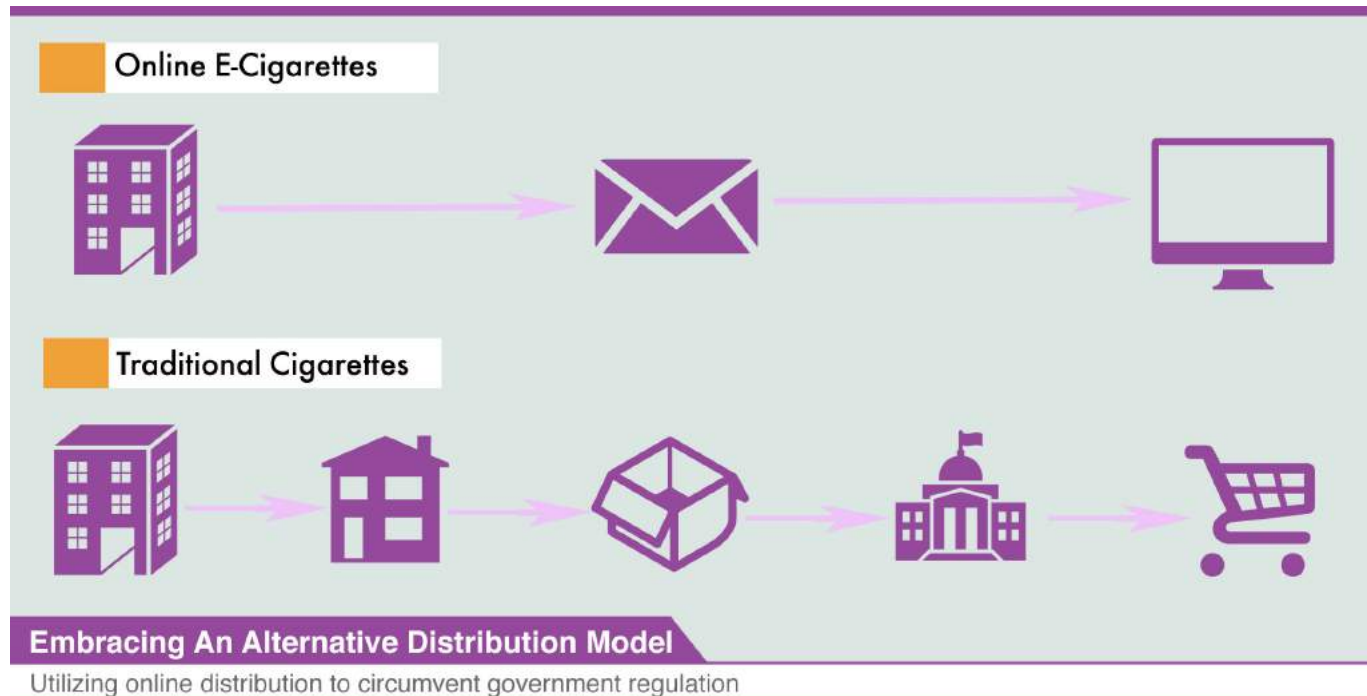 Online E-Cigarettes
Traditional Cigarettes
Embracing An Alternative Distribution Model
Utilizing online distribution to circumvent government regulation